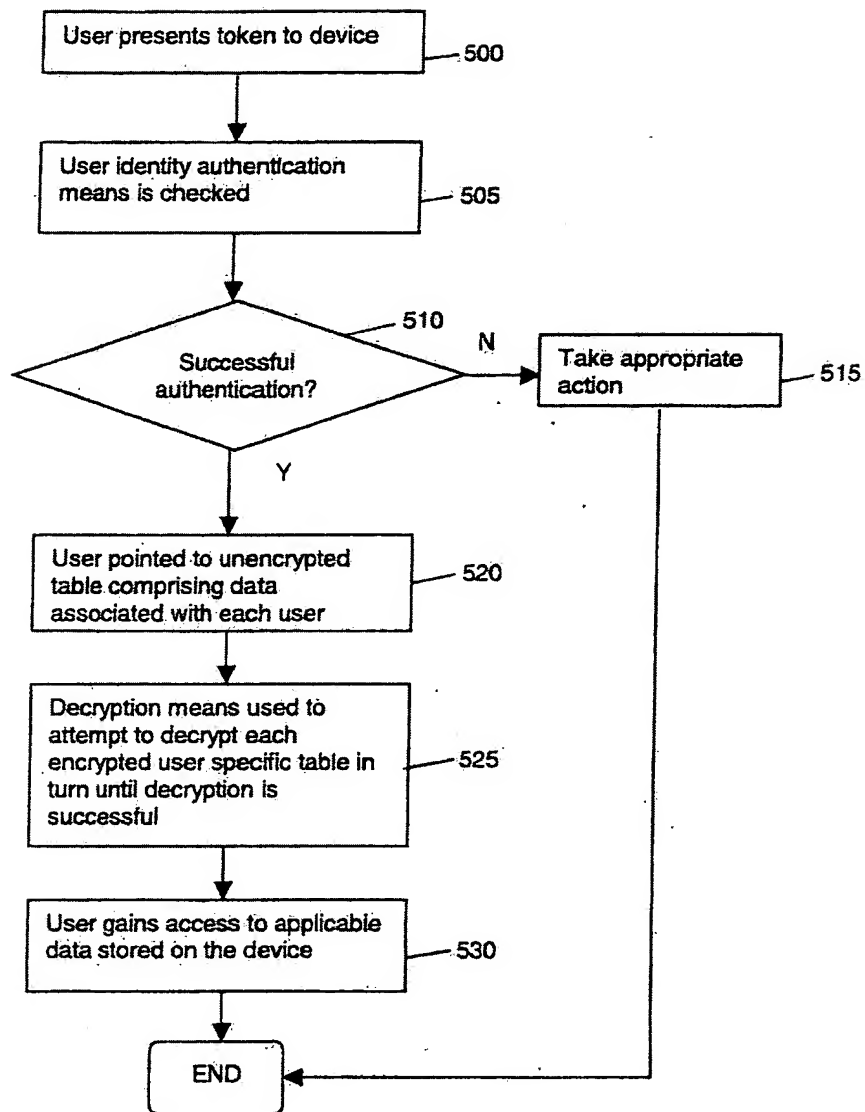 User presents token to device
500
User identity authentication
means is checked
505
510
Successful
authentication?
N
Take appropriate
action
515
Y
User pointed to unencrypted
table comprising data
associated with each user
520
Decryption means used to
attempt to decrypt each
encrypted user specific table in
turn until decryption is
successful
525
User gains access to applicable
data stored on the device
530
END